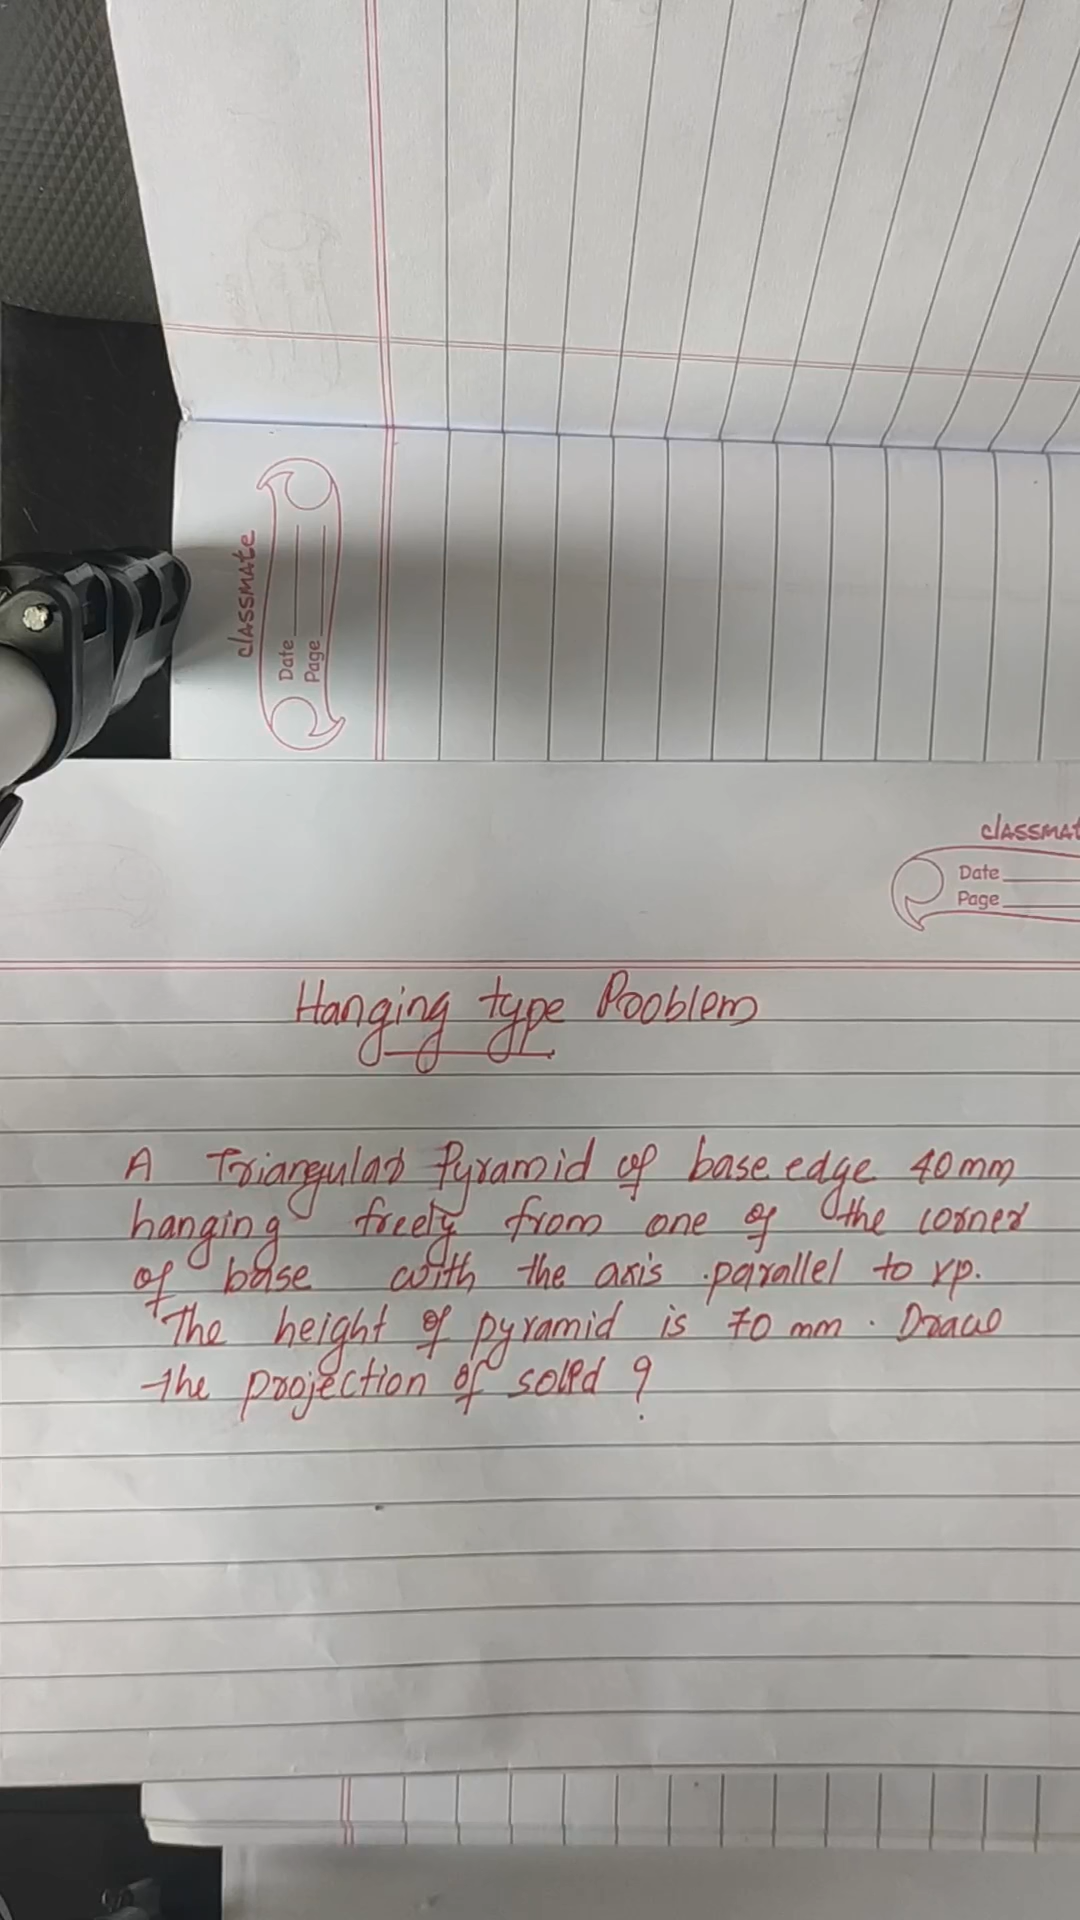 classmate
Date
Page
classmat
Date
Page
Hanging type Problem
A Triangular Pyramid of base edge 40mm
hanging freely from one of the corner
of base with the axis parallel to vp.
The height of pyramid is 70 mm. Draw
the projection of solid ?